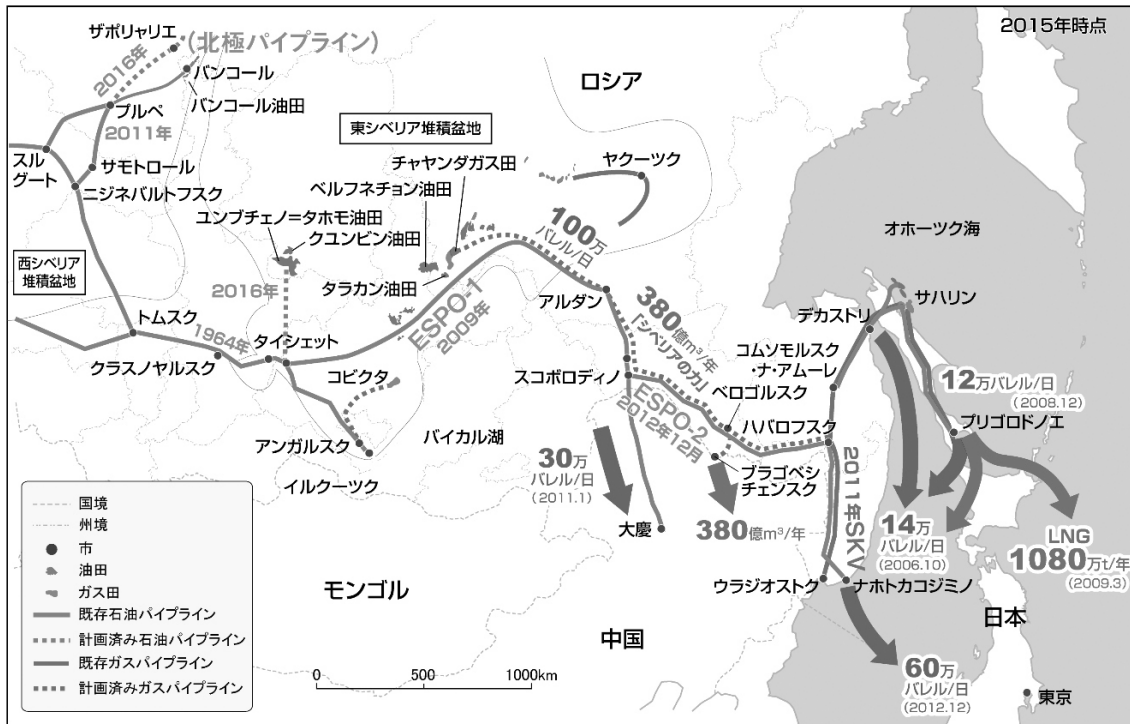 2015年時点
ザポリャリエ
(北極パイプライン)
2016年
バンコール
バンコール油田
プルペ
2011年
スル
グート
サモトロール
ニジネバルトフスク
ロシア
東シベリア堆積盆地
チャヤンダガス田
ベルフネチョン油田
ヤクーツク
ユンブチェノ=タホモ油田
クユンビン油田
西シベリア
堆積盆地
2016年
タラカン油田
100万
バレル/日
オホーツク海
トムスク
1964年
タイシェット
クラスノヤルスク
ESPO-1
2009年
アルダン
380億m³/年
「シベリアの力」
サハリン
デカストリ
コムソモルスク
・ナ・アムーレ
コビクタ
スコボロディノ
ベロゴルスク
ESPO-2
2012年12月
ハバロフスク
12万バレル/日
(2008.12)
プリゴロドノエ
アンガルスク
バイカル湖
イルクーツク
30万
バレル/日
(2011.1)
ブラゴベシ
チェンスク
380億m³/年
2011年SKV
14万
バレル/日
(2006.10)
LNG
1080万t/年
(2009.3)
大慶
モンゴル
中国
ウラジオストク
ナホトカコジミノ
日本
60万
バレル/日
(2012.12)
東京
国境
州境
市
油田
ガス田
既存石油パイプライン
計画済み石油パイプライン
既存ガスパイプライン
計画済みガスパイプライン
0 500 1000km